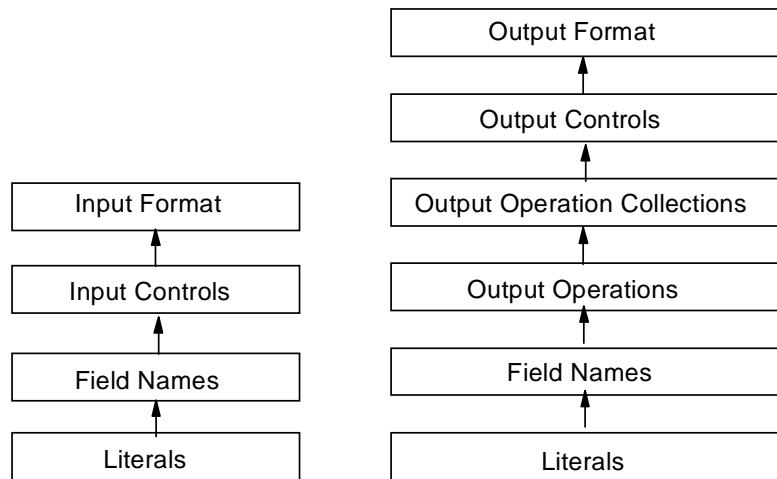 Input Format
Input Controls
Field Names
Literals
Output Format
Output Controls
Output Operation Collections
Output Operations
Field Names
Literals